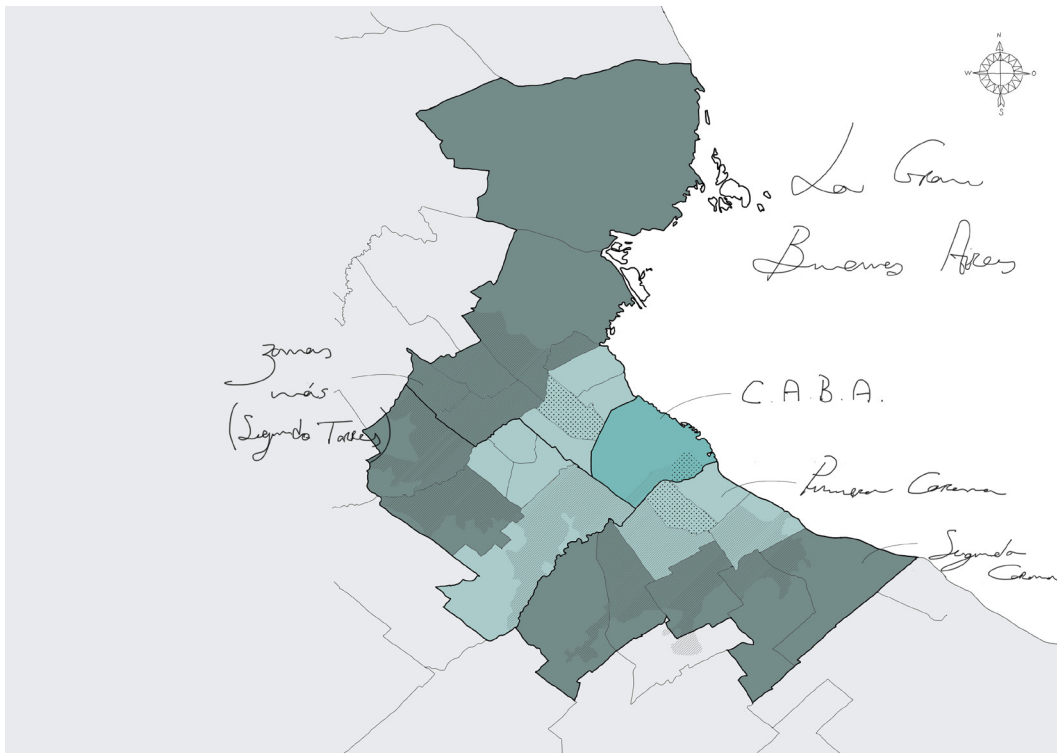 N
W O
S
La Gran
Buenos Aires
zonas
más
(Segundo Torres)
C.A.B.A.
Primera Corona
Segunda
Corona